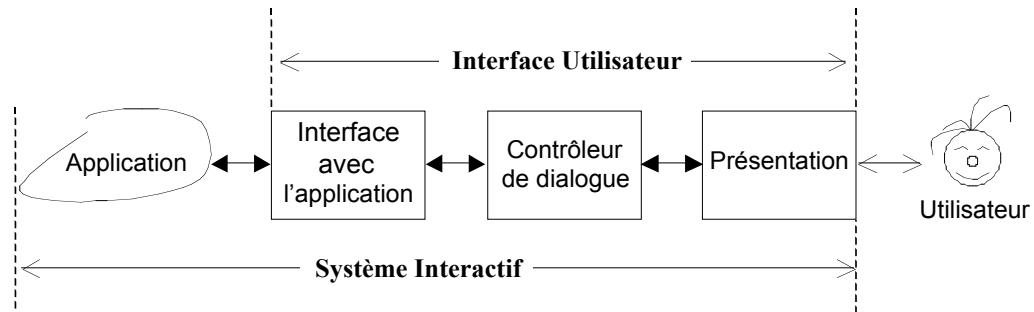 Interface Utilisateur
Application
Interface
avec
l'application
Contrôleur
de dialogue
Présentation
Utilisateur
Système Interactif